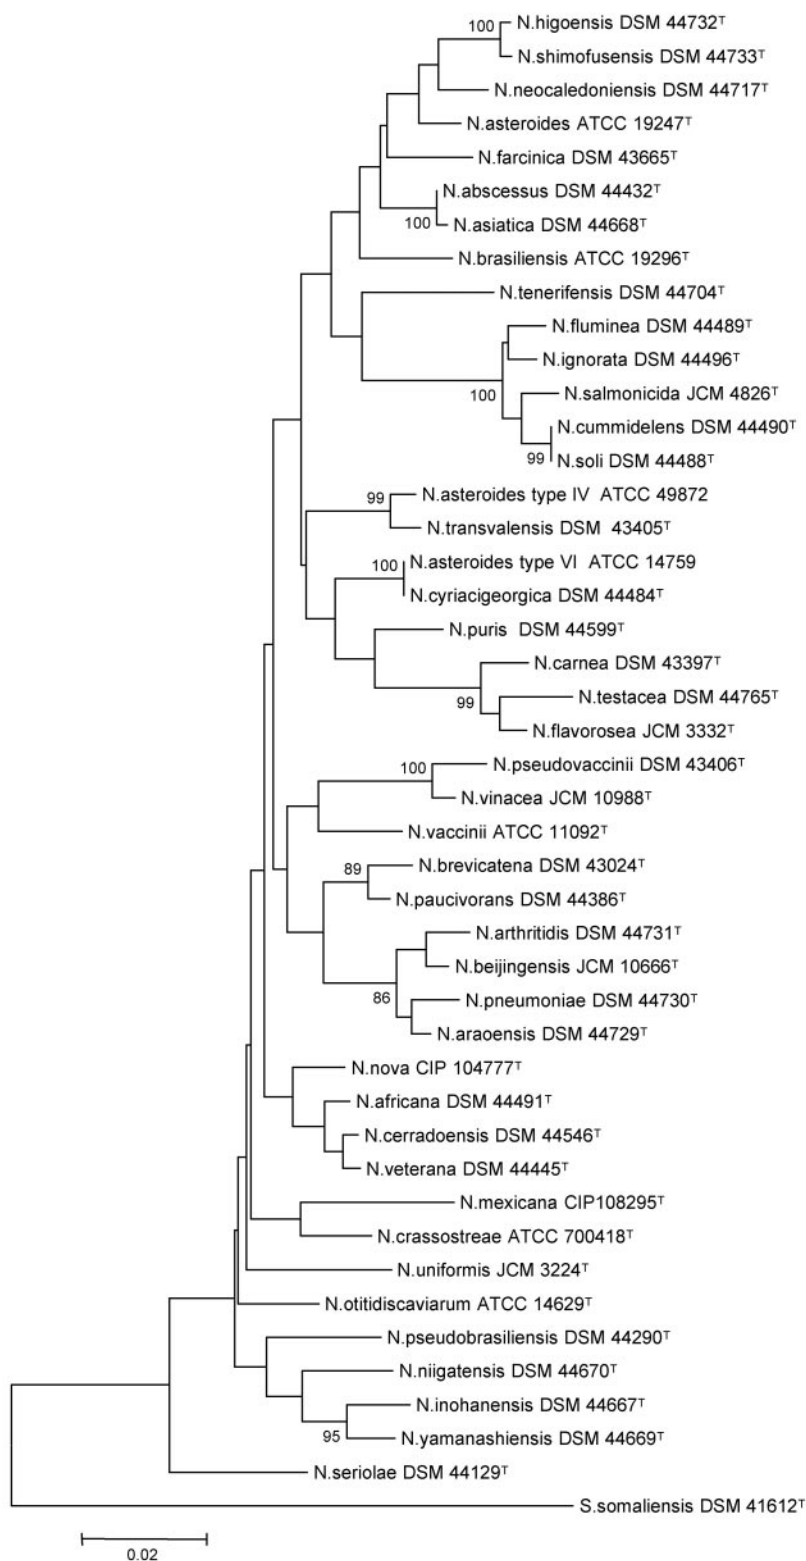 100
N.higoensis DSM 44732ᵀ
N.shimofusensis DSM 44733ᵀ
N.neocaledoniensis DSM 44717ᵀ
N.asteroides ATCC 19247ᵀ
N.farcinica DSM 43665ᵀ
N.abscessus DSM 44432ᵀ
100
N.asiatica DSM 44668ᵀ
N.brasiliensis ATCC 19296ᵀ
N.tenerifensis DSM 44704ᵀ
N.fluminea DSM 44489ᵀ
N.ignorata DSM 44496ᵀ
100
N.salmonicida JCM 4826ᵀ
N.cummidelens DSM 44490ᵀ
99
N.soli DSM 44488ᵀ
99
N.asteroides type IV ATCC 49872
N.transvalensis DSM 43405ᵀ
100
N.asteroides type VI ATCC 14759
N.cyriacigeorgica DSM 44484ᵀ
N.puris DSM 44599ᵀ
N.carnea DSM 43397ᵀ
99
N.testacea DSM 44765ᵀ
N.flavorosea JCM 3332ᵀ
100
N.pseudovaccinii DSM 43406ᵀ
N.vinacea JCM 10988ᵀ
N.vaccinii ATCC 11092ᵀ
89
N.brevicatena DSM 43024ᵀ
N.paucivorans DSM 44386ᵀ
N.arthritidis DSM 44731ᵀ
N.beijingensis JCM 10666ᵀ
86
N.pneumoniae DSM 44730ᵀ
N.araoensis DSM 44729ᵀ
N.nova CIP 104777ᵀ
N.africana DSM 44491ᵀ
N.cerradoensis DSM 44546ᵀ
N.veterana DSM 44445ᵀ
N.mexicana CIP108295ᵀ
N.crassostreae ATCC 700418ᵀ
N.uniformis JCM 3224ᵀ
N.otitidiscaviarum ATCC 14629ᵀ
N.pseudobrasiliensis DSM 44290ᵀ
N.niigatensis DSM 44670ᵀ
N.inohanensis DSM 44667ᵀ
95
N.yamanashiensis DSM 44669ᵀ
N.seriolae DSM 44129ᵀ
S.somaliensis DSM 41612ᵀ
0.02